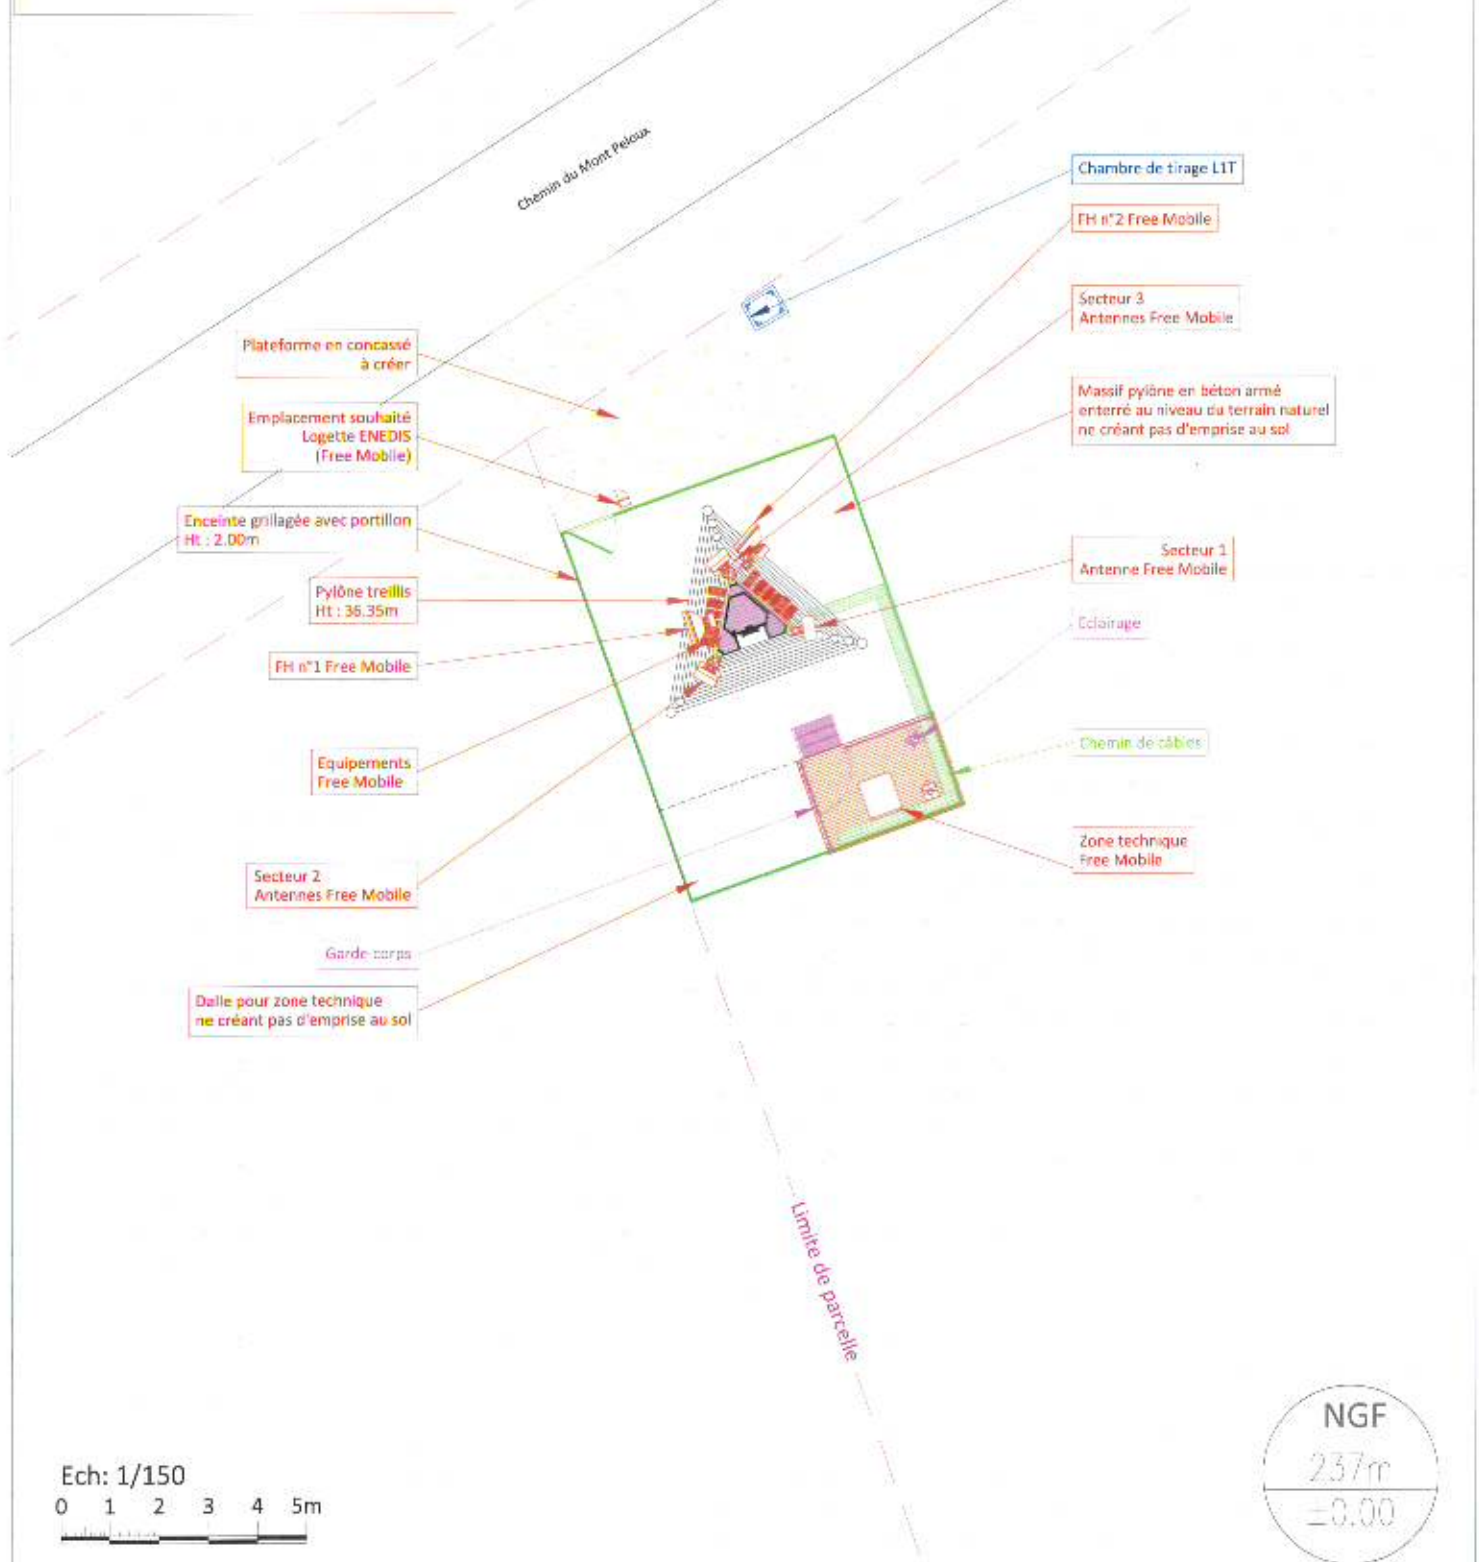 Chemin du Mont Peloux
Chambre de tirage L1T
FH n°2 Free Mobile
Secteur 3
Antennes Free Mobile
Massif pylône en béton armé
enterré au niveau du terrain naturel
ne créant pas d'emprise au sol
Secteur 1
Antenne Free Mobile
Eclairage
Chemin de câbles
Zone technique
Free Mobile
Plateforme en concassé
à créer
Emplacement souhaité
Logette ENEDIS
(Free Mobile)
Enceinte grillagée avec portillon
Ht : 2.00m
Pylône treillis
Ht : 36.35m
FH n°1 Free Mobile
Equipements
Free Mobile
Secteur 2
Antennes Free Mobile
Garde corps
Dalle pour zone technique
ne créant pas d'emprise au sol
Limite de parcelle
Ech: 1/150
0 1 2 3 4 5m
NGF
237m
±0.00